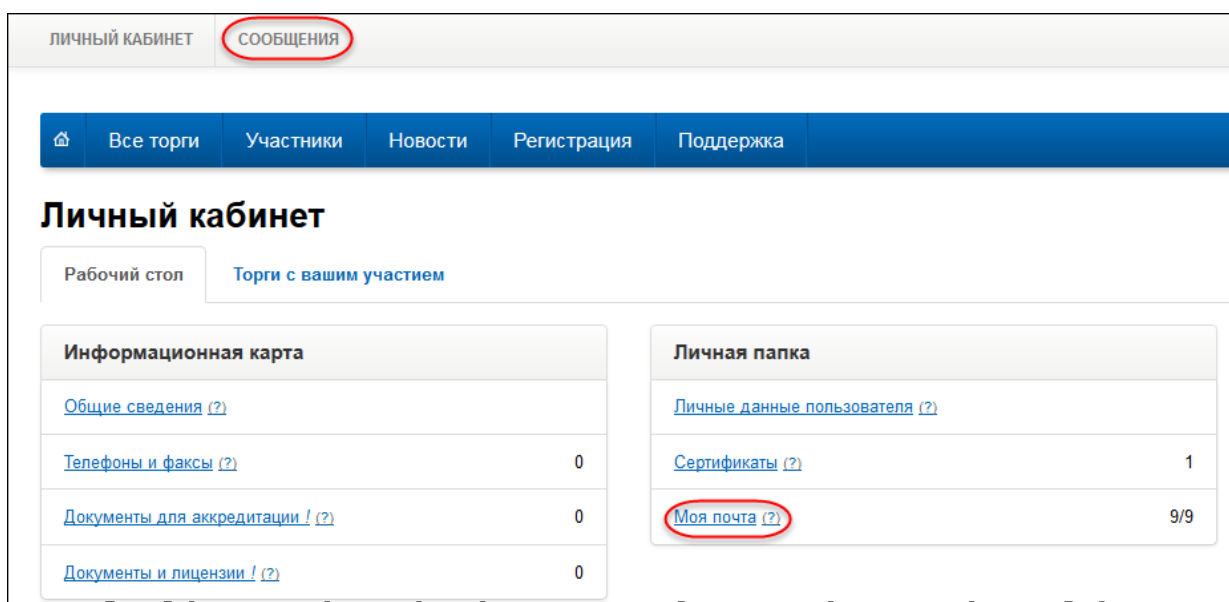 ЛИЧНЫЙ КАБИНЕТ СООБЩЕНИЯ
Все торги Участники Новости Регистрация Поддержка
Личный кабинет
Рабочий стол Торги с вашим участием
Информационная карта
Общие сведения (?)
Телефоны и факсы (?) 0
Документы для аккредитации ! (?) 0
Документы и лицензии ! (?) 0
Личная папка
Личные данные пользователя (?)
Сертификаты (?) 1
Моя почта (?) 9/9